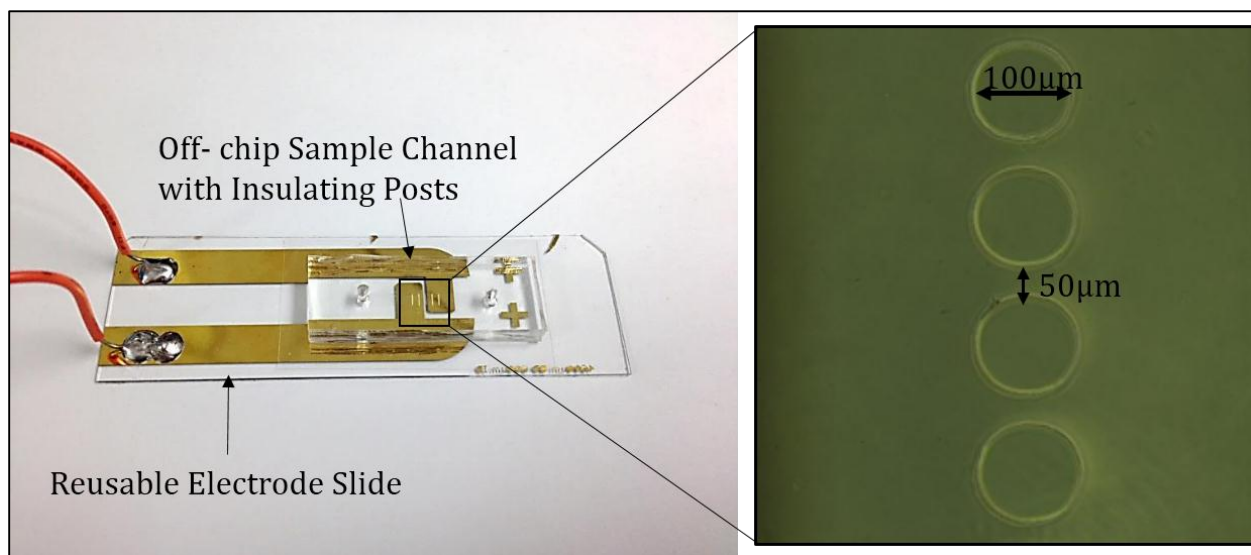 Off- chip Sample Channel
with Insulating Posts
Reusable Electrode Slide
100μm
50μm